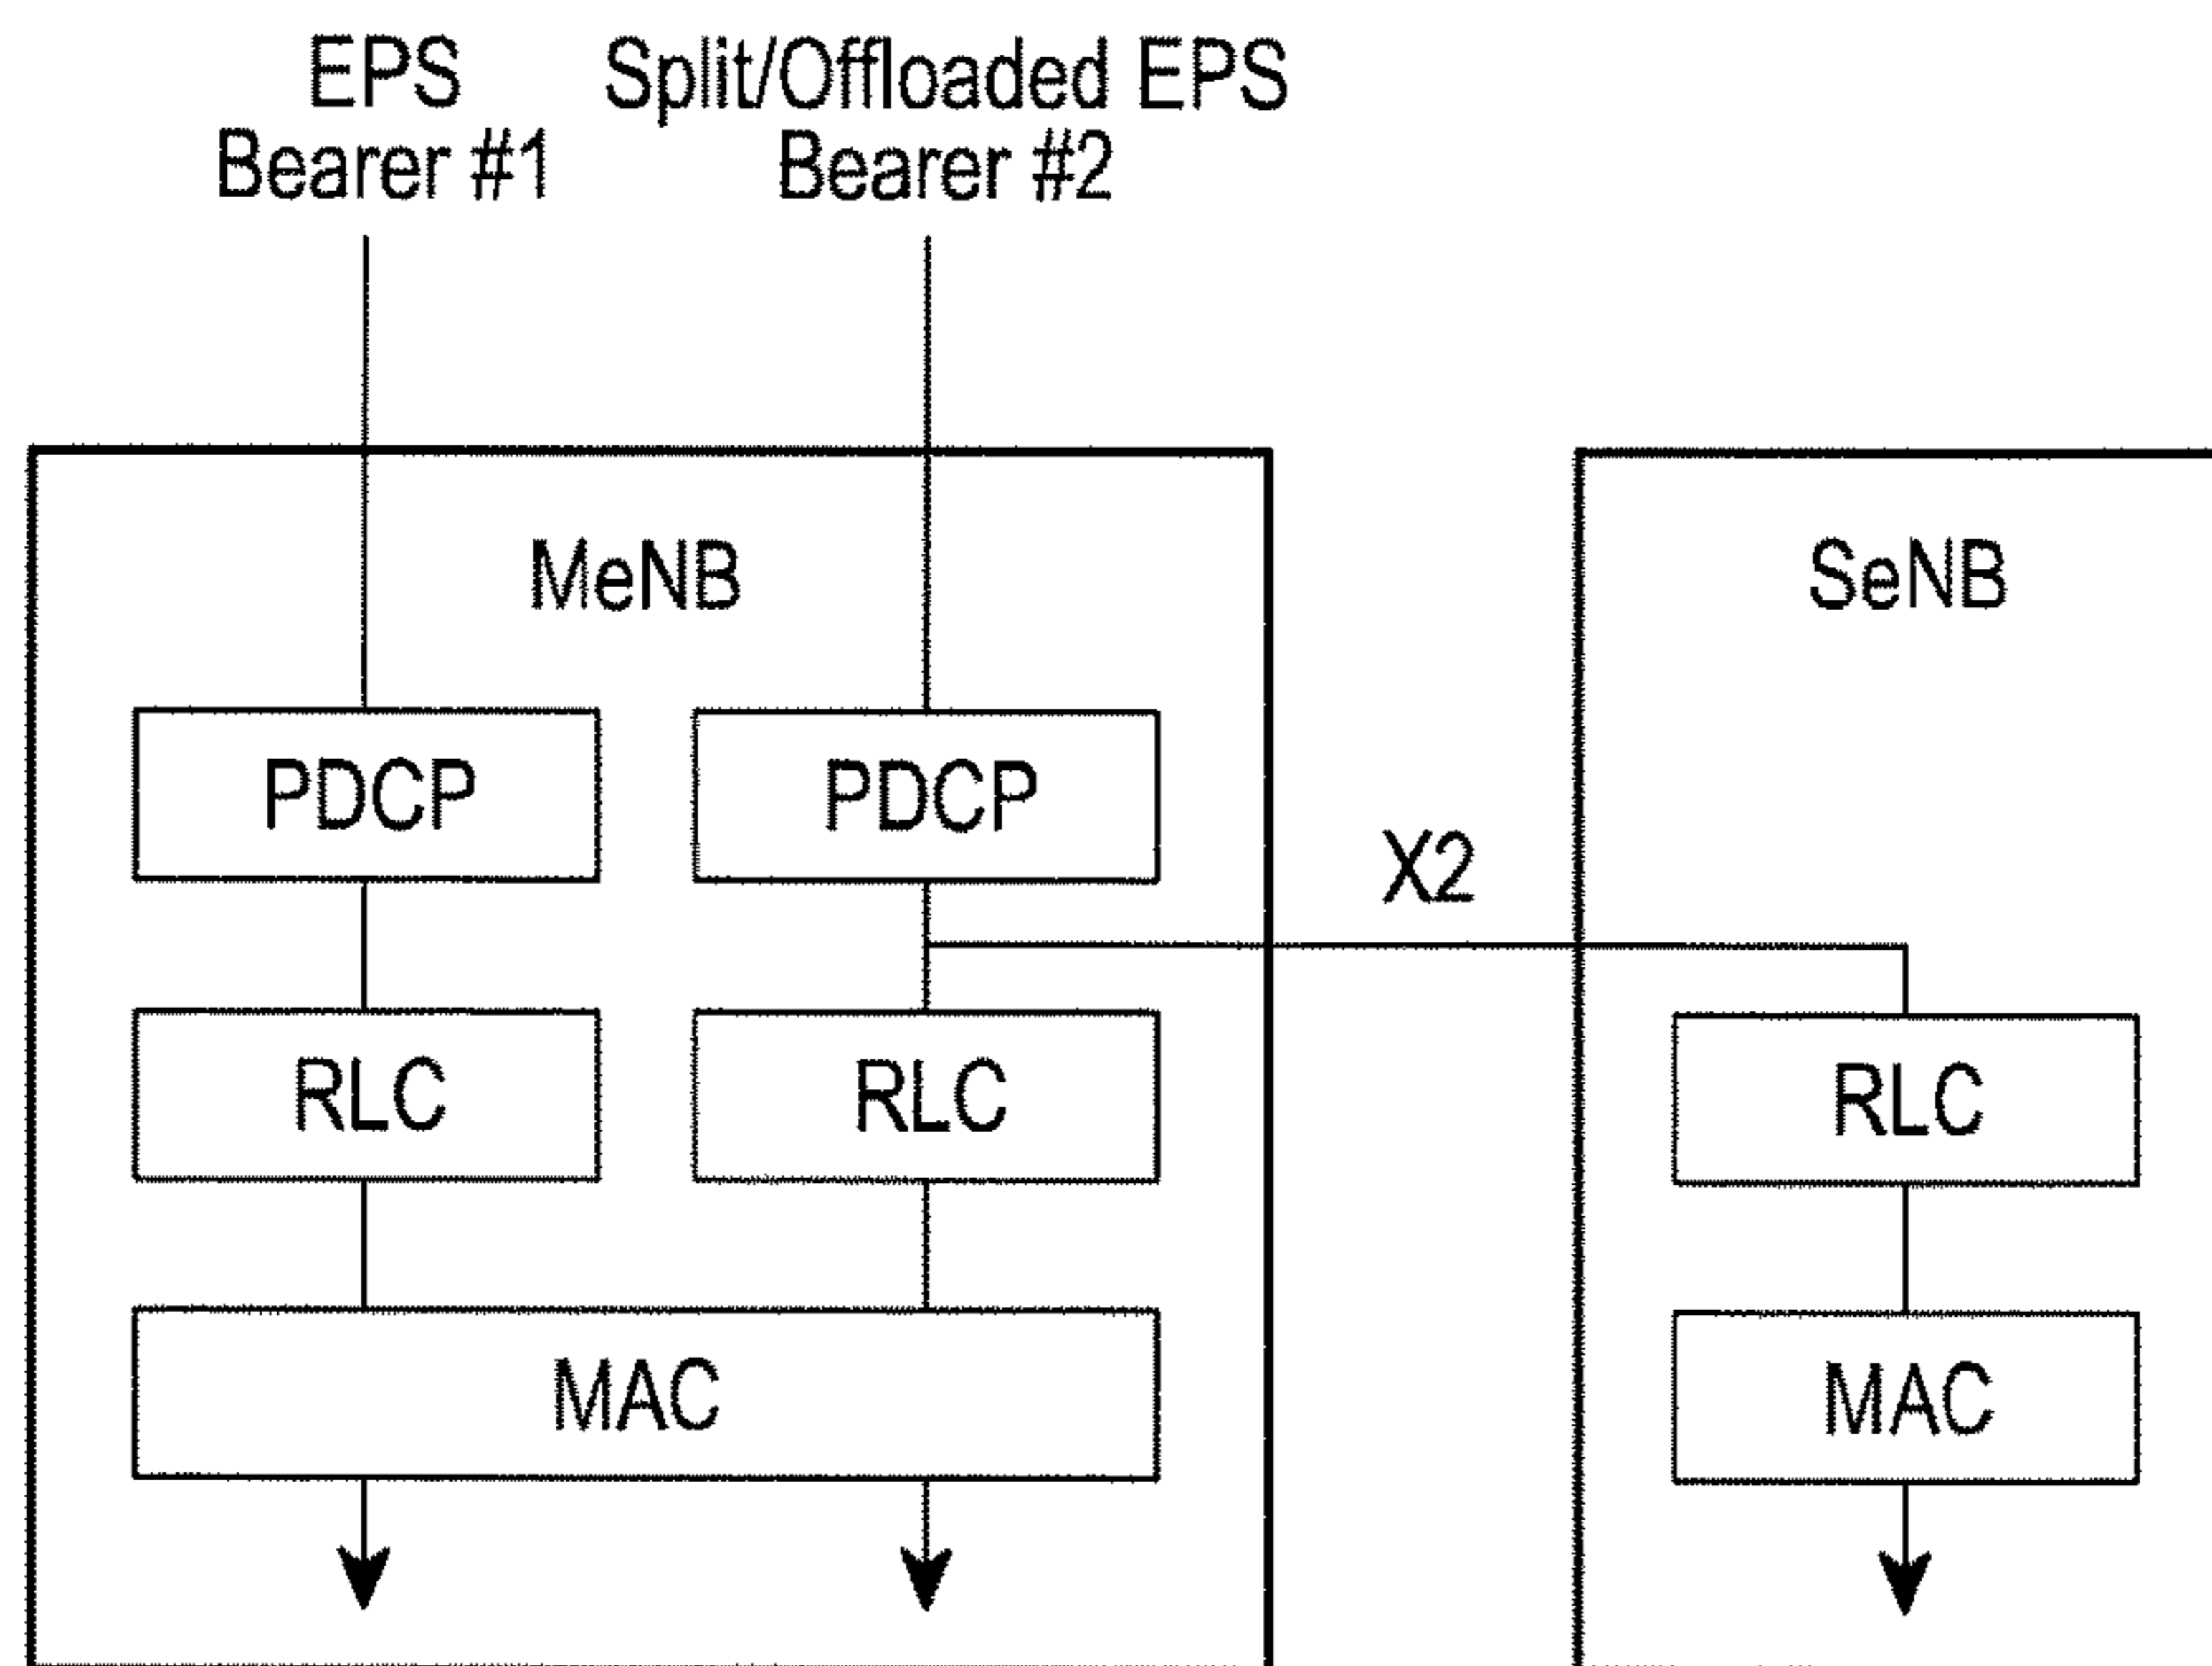 EPS
Bearer #1
Split/Offloaded EPS
Bearer #2
MeNB
SeNB
PDCP
PDCP
X2
RLC
RLC
RLC
MAC
MAC